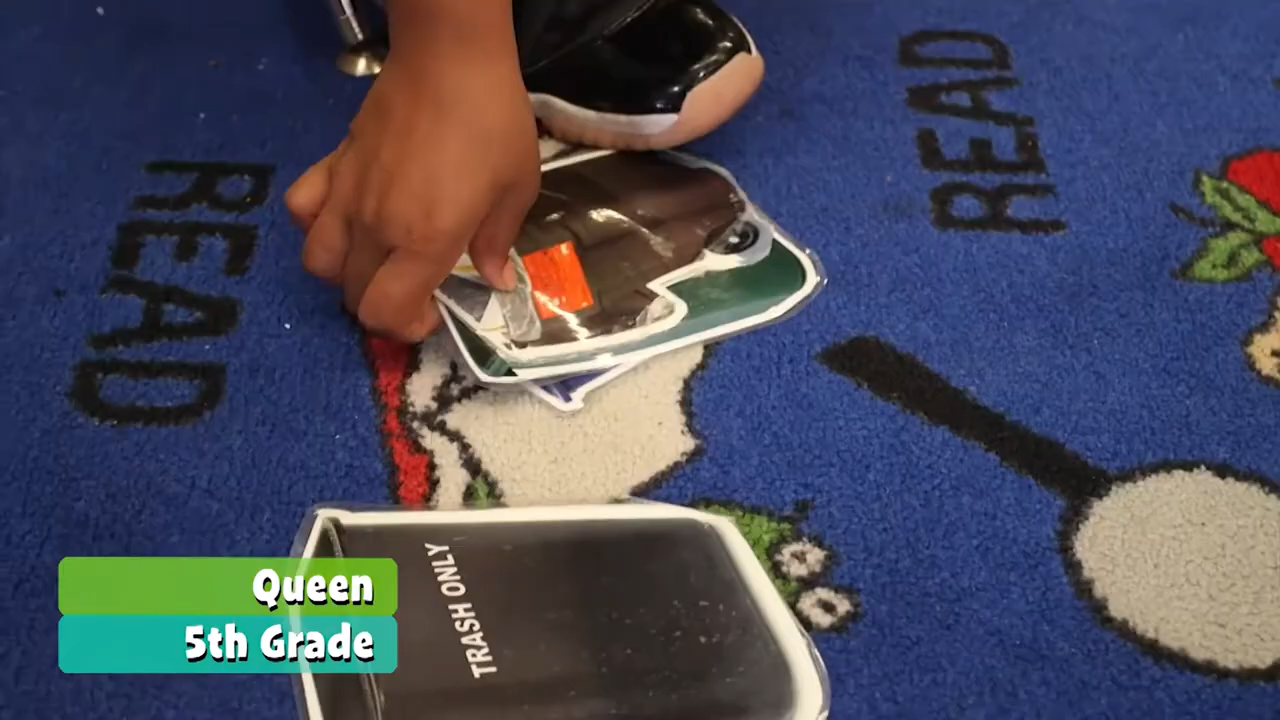 READ
READ
TRASH ONLY
Queen
5th Grade